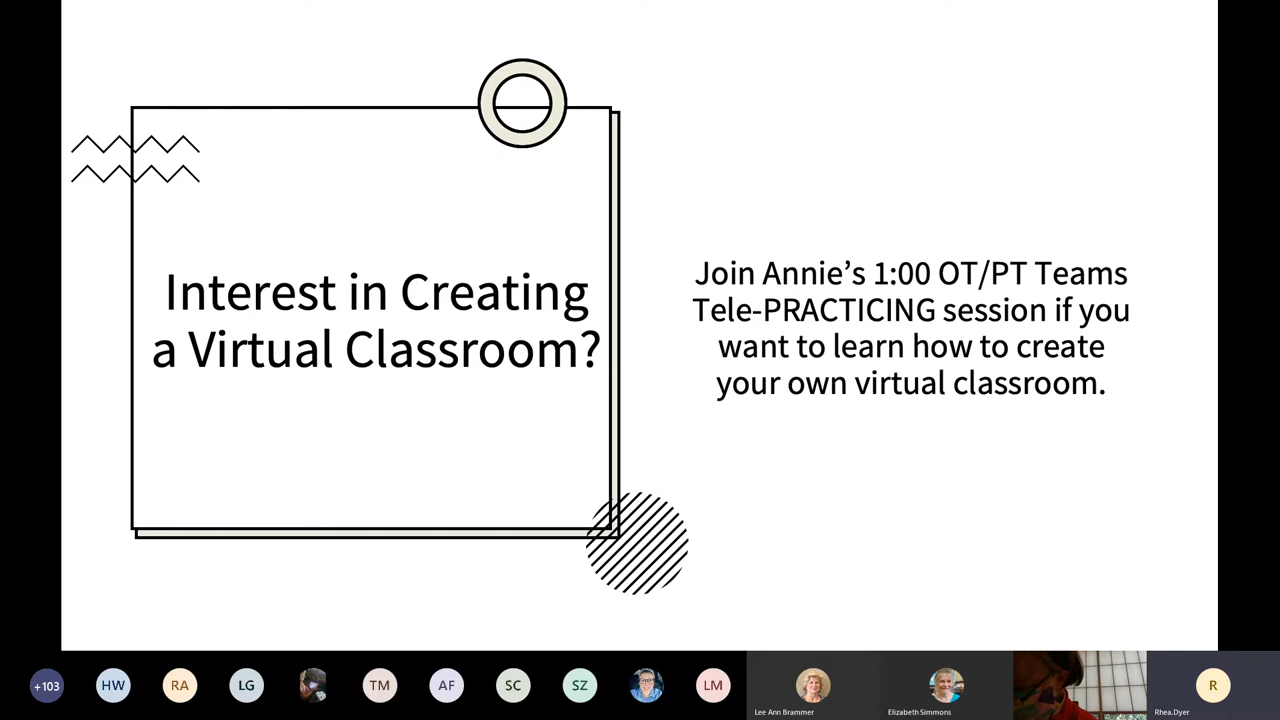 Interest in Creating
a Virtual Classroom?
Join Annie’s 1:00 OT/PT Teams
Tele-PRACTICING session if you
want to learn how to create
your own virtual classroom.
+103
HW
RA
LG
TM
AF
SC
SZ
LM
Lee Ann Brammer
Elizabeth Simmons
R
Rhea.Dyer